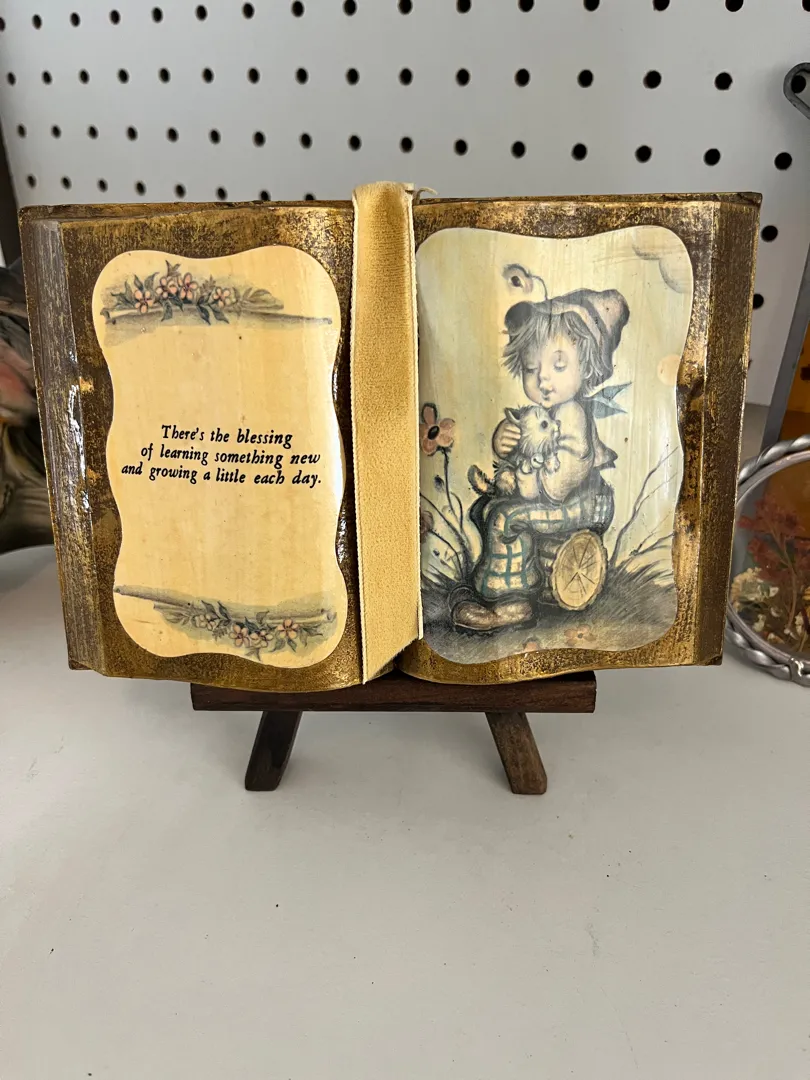 There's the blessing
of learning something new
and growing a little each day.